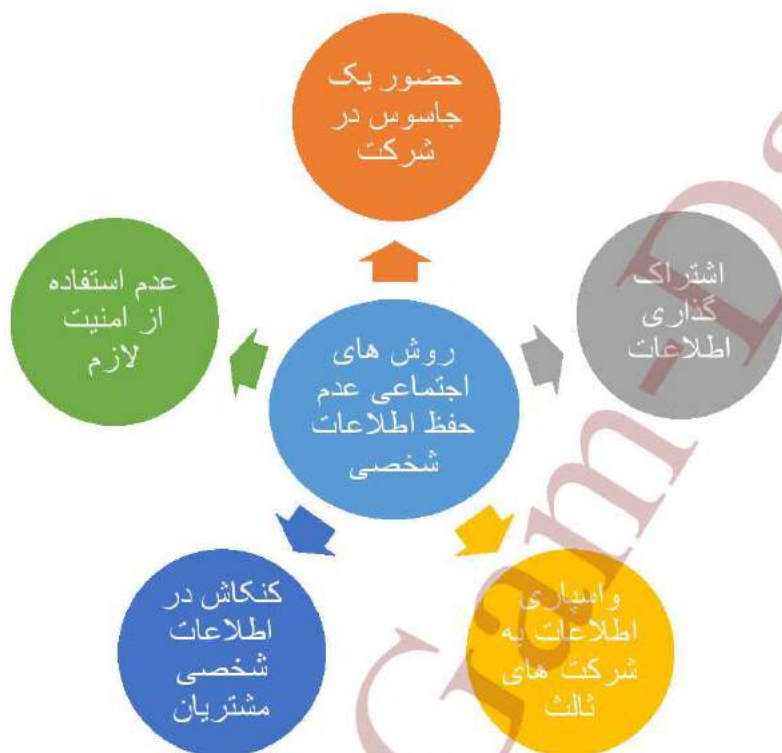 حضور یک
جاسوس در
شرکت
اشتراک
گذاری
اطلاعات
واسپاری
اطلاعات به
شرکت های
ثالث
کنکاش در
اطلاعات
شخصی
مشتریان
عدم استفاده
از امنیت
لازم
روش های
اجتماعی عدم
حفظ اطلاعات
شخصی